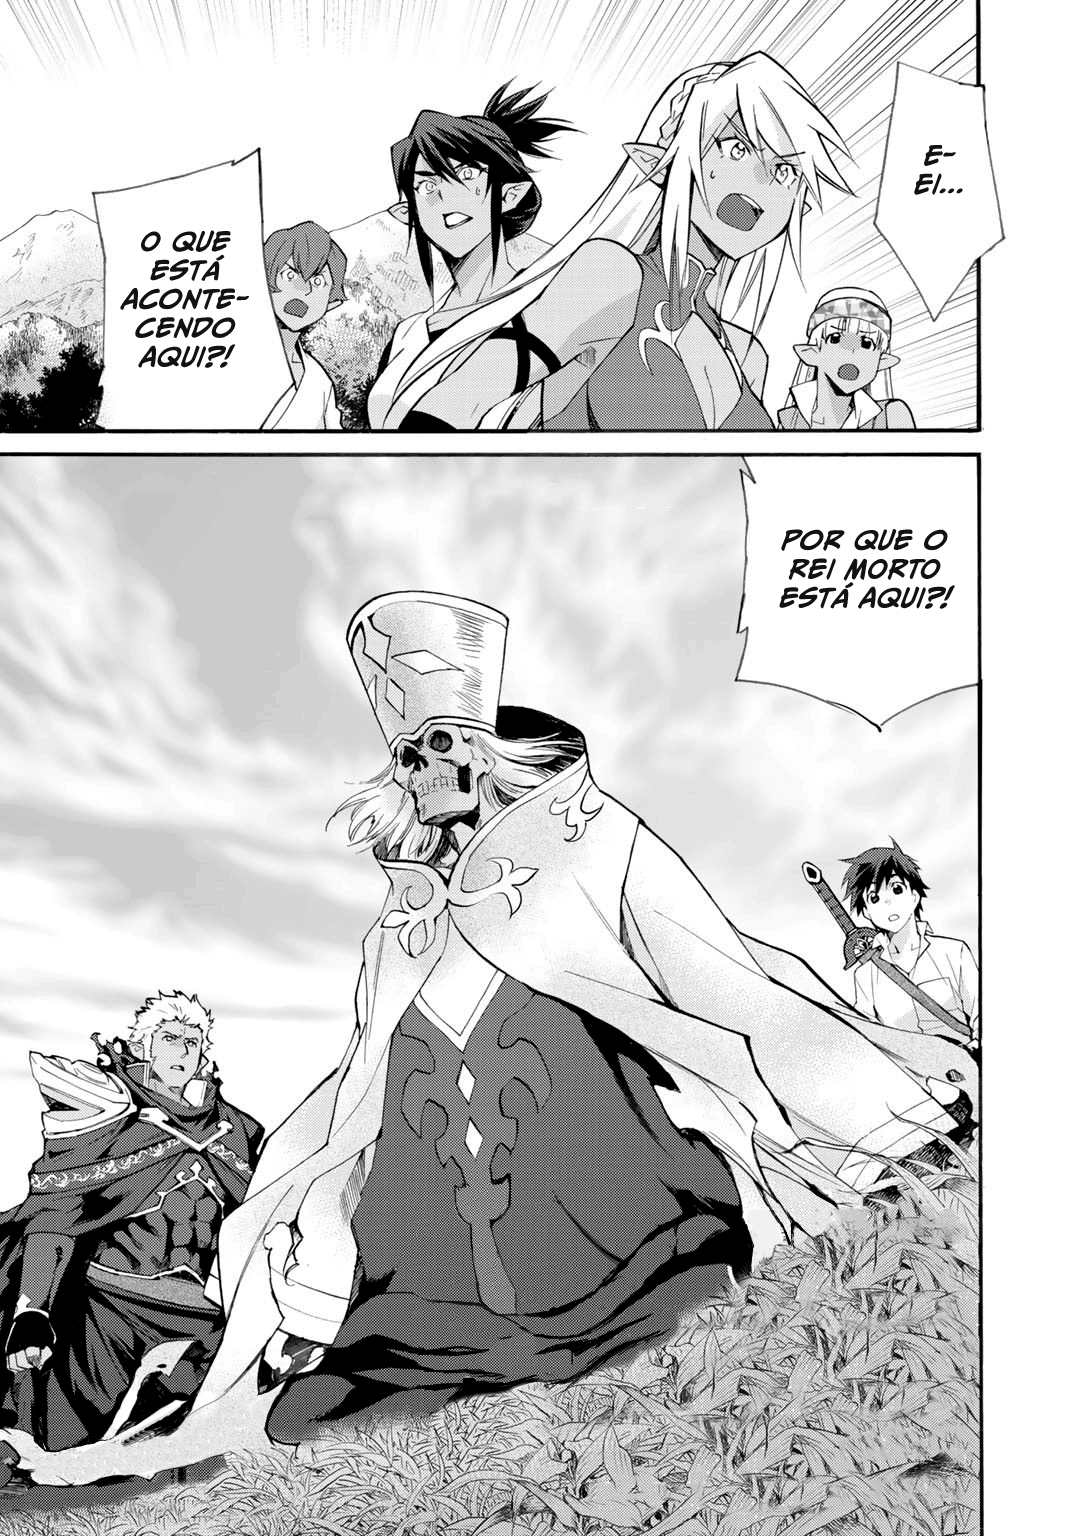 E-
EI...
O QUE
ESTÁ
ACONTE-
CENDO
AQUI?!
POR QUE O
REI MORTO
ESTÁ AQUI?!